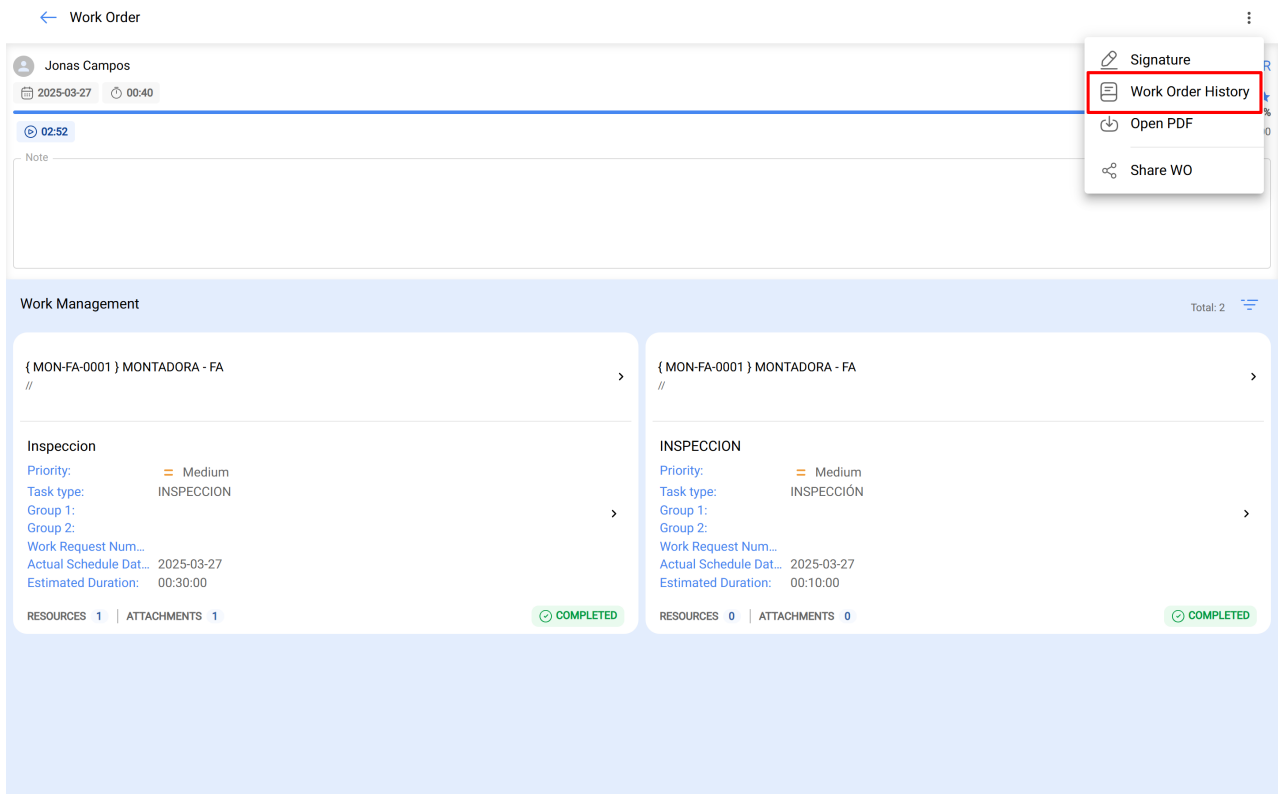 Work Order
Jonas Campos
2025-03-27 00:40
02:52
Note
Signature
Work Order History
Open PDF
Share WO
R
%
00
Work Management
Total: 2
{ MON-FA-0001 } MONTADORA - FA
//
Inspeccion
Priority: Medium
Task type: INSPECCION
Group 1:
Group 2:
Work Request Num...
Actual Schedule Dat... 2025-03-27
Estimated Duration: 00:30:00
RESOURCES 1 ATTACHMENTS 1 COMPLETED
{ MON-FA-0001 } MONTADORA - FA
//
INSPECCION
Priority: Medium
Task type: INSPECCIÓN
Group 1:
Group 2:
Work Request Num...
Actual Schedule Dat... 2025-03-27
Estimated Duration: 00:10:00
RESOURCES 0 ATTACHMENTS 0 COMPLETED